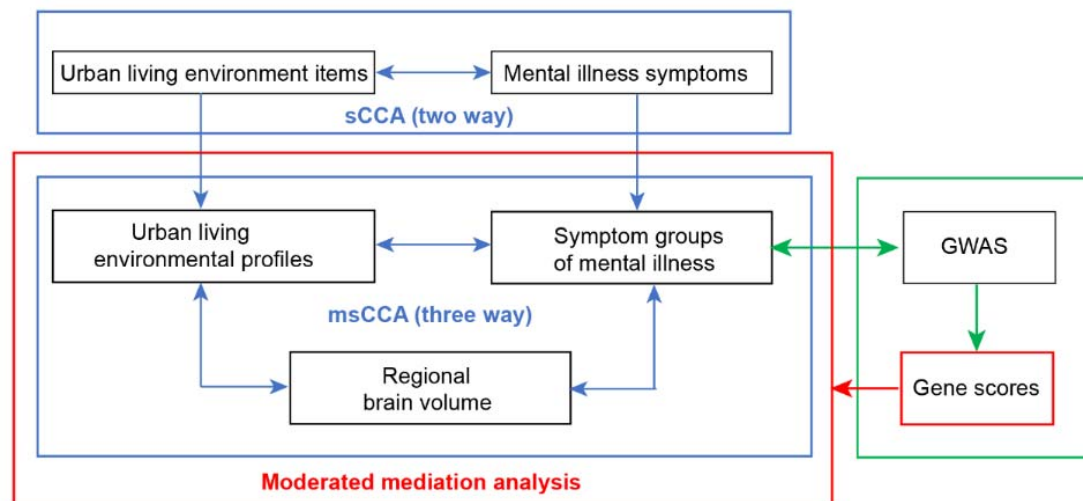 Urban living environment items
Mental illness symptoms
sCCA (two way)
Urban living
environmental profiles
Symptom groups
of mental illness
GWAS
msCCA (three way)
Regional
brain volume
Gene scores
Moderated mediation analysis